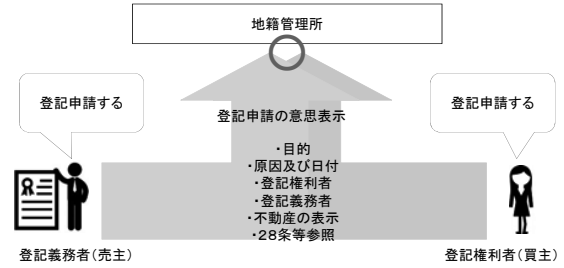 地籍管理所
登記申請する
登記申請する
登記申請の意思表示
・目的
・原因及び日付
・登記権利者
・登記義務者
・不動産の表示
・28条等参照
登記義務者(売主)
登記権利者(買主)